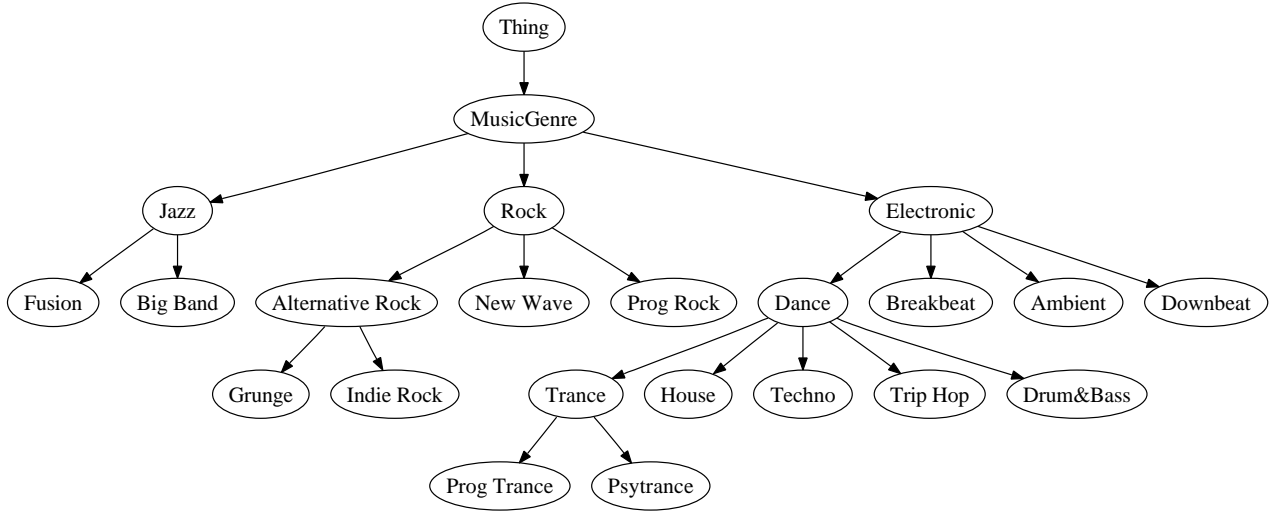 Thing
MusicGenre
Jazz
Rock
Electronic
Fusion
Big Band
Alternative Rock
New Wave
Prog Rock
Dance
Breakbeat
Ambient
Downbeat
Grunge
Indie Rock
Trance
House
Techno
Trip Hop
Drum&Bass
Prog Trance
Psytrance